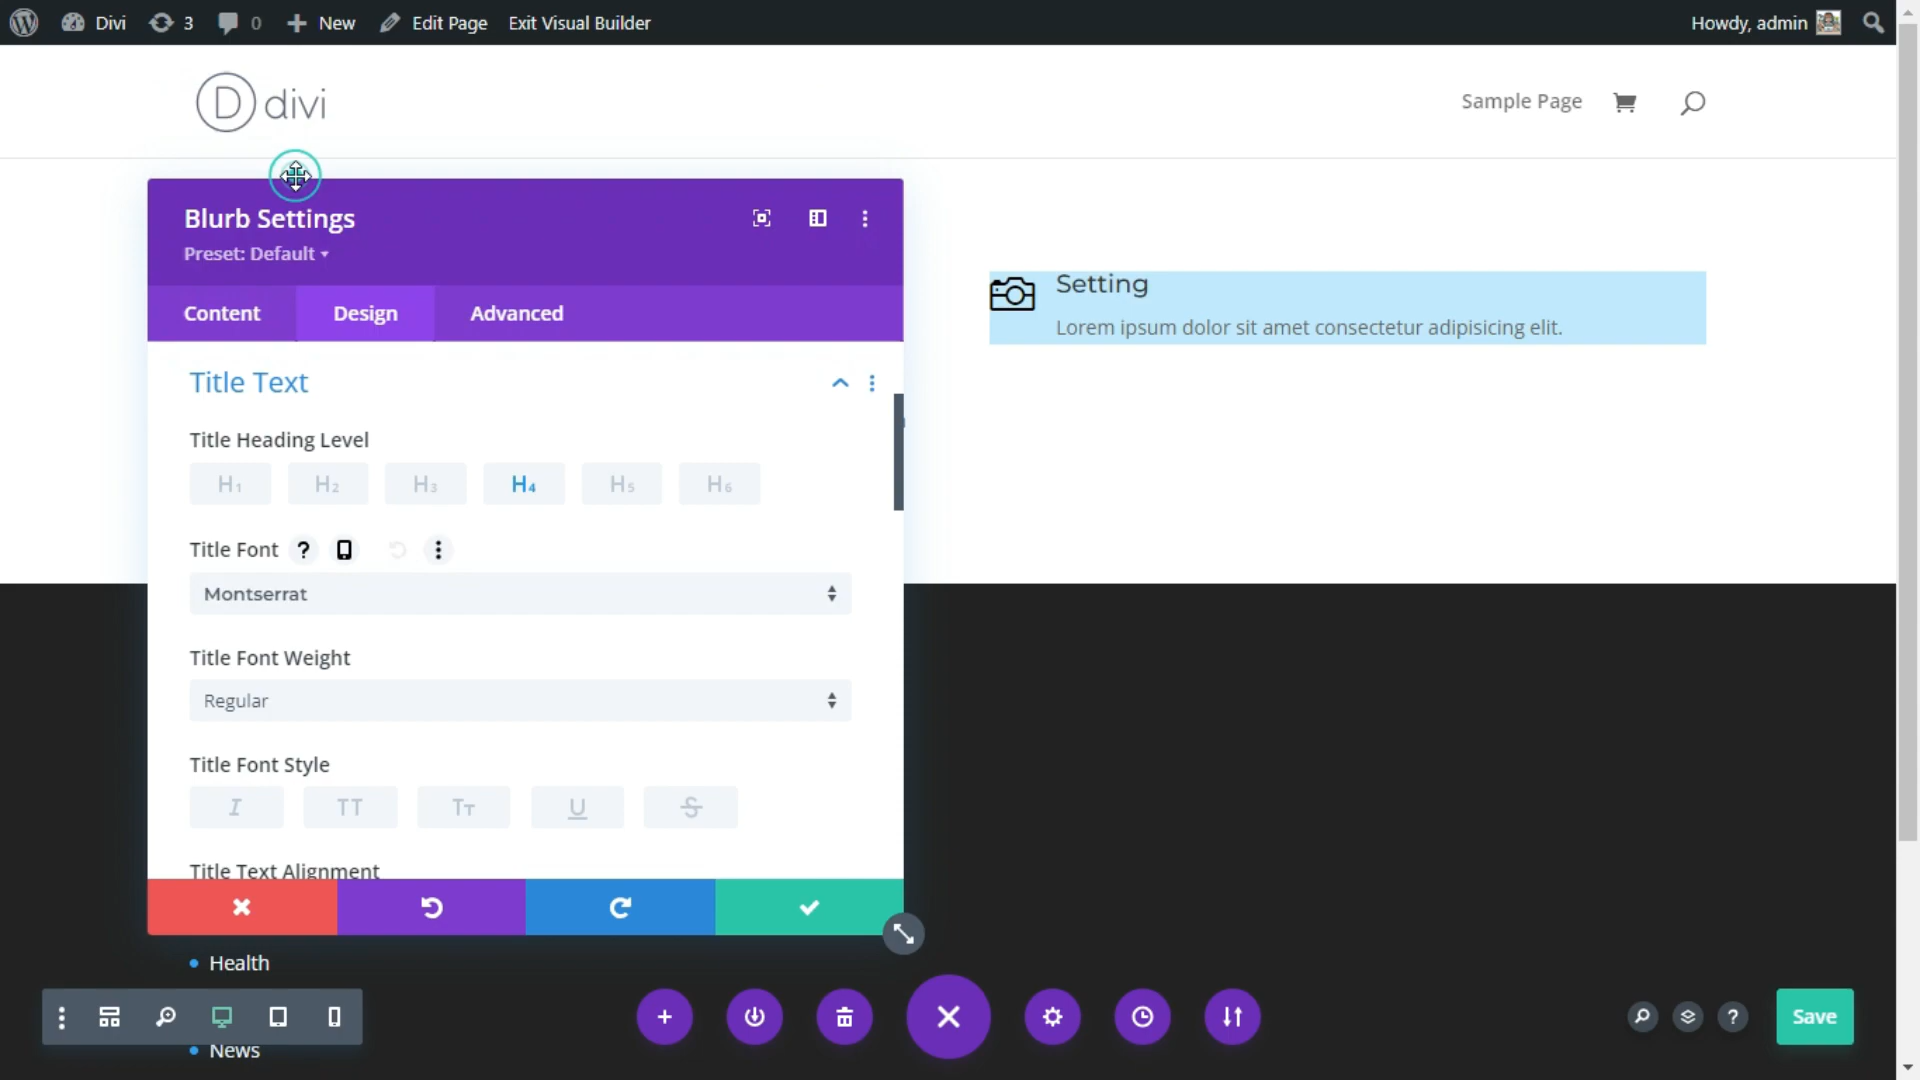 Divi 3 0 New Edit Page Exit Visual Builder Howdy, admin
D divi
Sample Page
Blurb Settings
Preset: Default
Content Design Advanced
Title Text
Title Heading Level
H1 H2 H3 H4 H5 H6
Title Font ?
Montserrat
Title Font Weight
Regular
Title Font Style
I TT TT U S
Title Text Alignment
Setting
Lorem ipsum dolor sit amet consectetur adipisicing elit.
Health
News
? Save